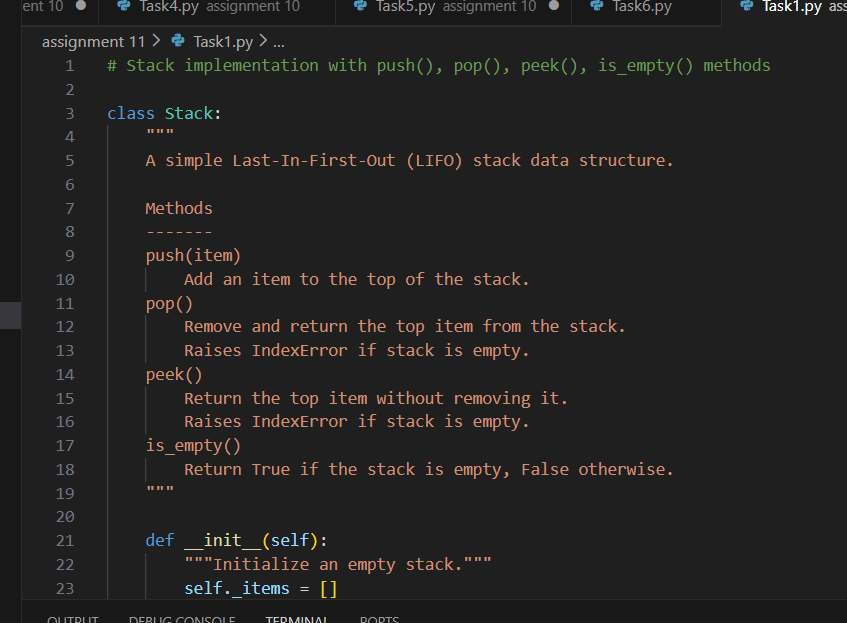 ent 10 Task4.py assignment 10 Task5.py assignment 10 Task6.py Task1.py ass
assignment 11 > Task1.py > ...
1 # Stack implementation with push(), pop(), peek(), is_empty() methods
2
3 class Stack:
4 """
5 A simple Last-In-First-Out (LIFO) stack data structure.
6
7 Methods
8 -------
9 push(item)
10 Add an item to the top of the stack.
11 pop()
12 Remove and return the top item from the stack.
13 Raises IndexError if stack is empty.
14 peek()
15 Return the top item without removing it.
16 Raises IndexError if stack is empty.
17 is_empty()
18 Return True if the stack is empty, False otherwise.
19 """
20
21 def __init__(self):
22 """Initialize an empty stack."""
23 self._items = []
OUTPUT DEBUG CONSOLE TERMINAL PORTS